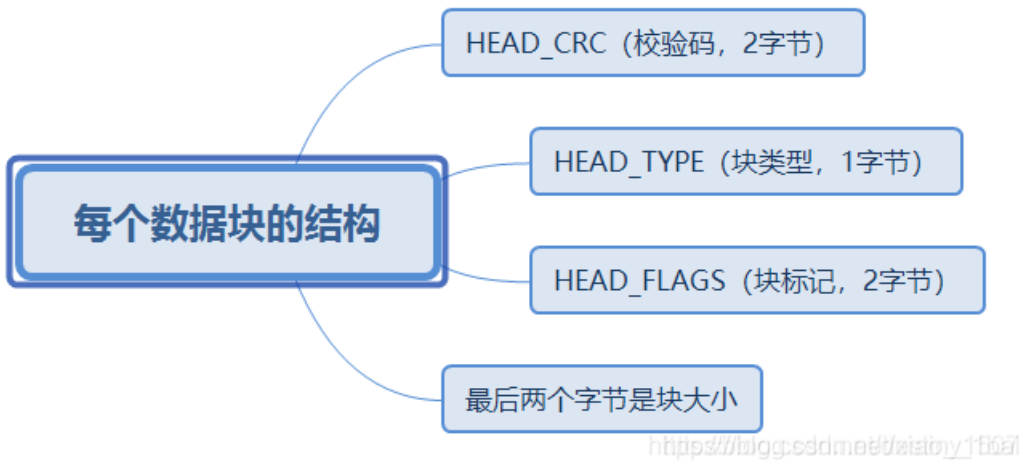 HEAD_CRC（校验码，2字节）
HEAD_TYPE（块类型，1字节）
每个数据块的结构
HEAD_FLAGS（块标记，2字节）
最后两个字节是块大小